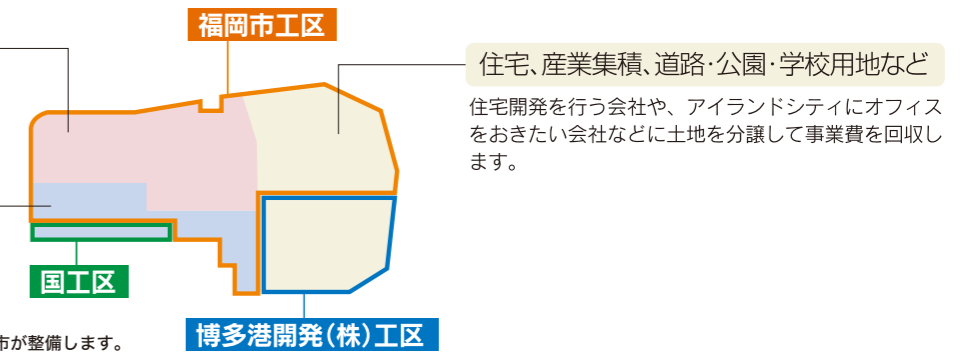 福岡市工区
住宅、産業集積、道路・公園・学校用地など
住宅開発を行う会社や、アイランドシティにオフィス
をおきたい会社などに土地を分譲して事業費を回収し
ます。
国工区
博多港開発(株)工区
市が整備します。